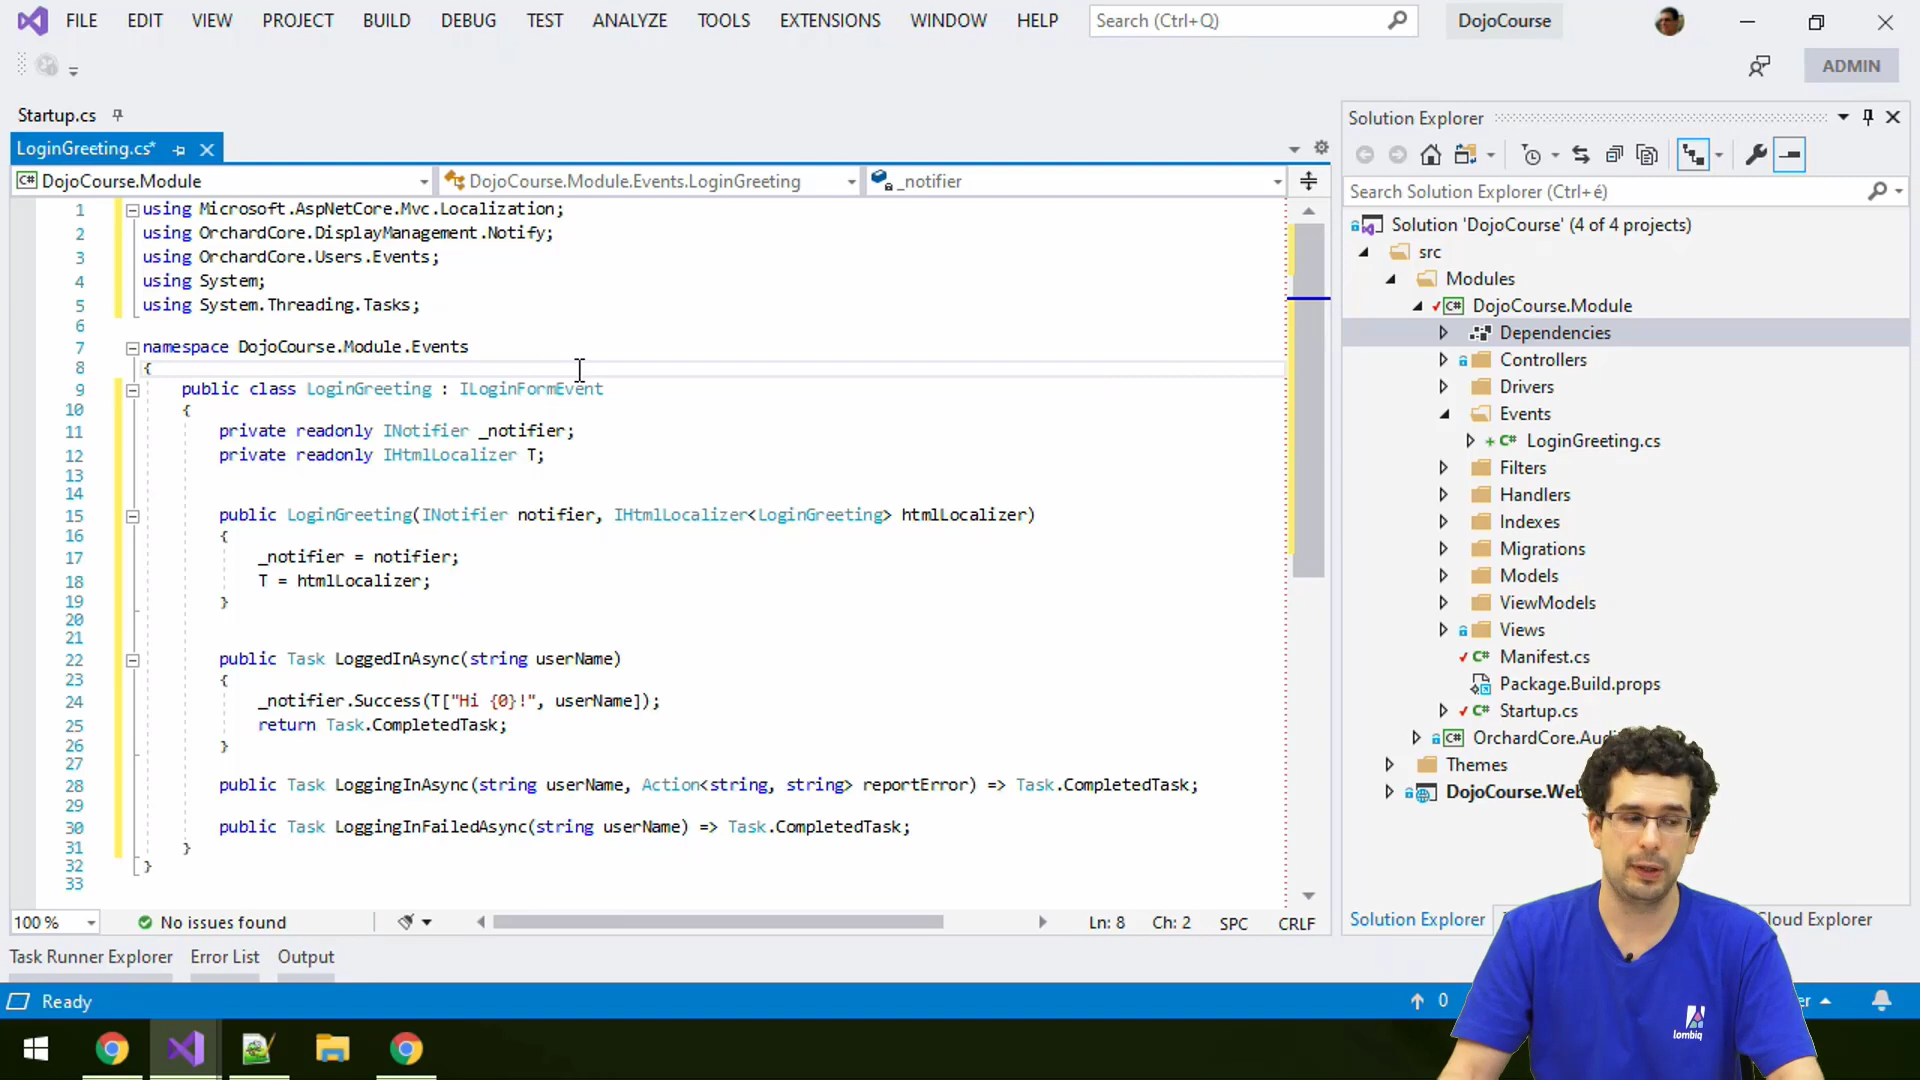 FILE EDIT VIEW PROJECT BUILD DEBUG TEST ANALYZE TOOLS EXTENSIONS WINDOW HELP Search (Ctrl+Q) DojoCourse
ADMIN
Startup.cs
LoginGreeting.cs*
C# DojoCourse.Module DojoCourse.Module.Events.LoginGreeting _notifier
1 using Microsoft.AspNetCore.Mvc.Localization;
2 using OrchardCore.DisplayManagement.Notify;
3 using OrchardCore.Users.Events;
4 using System;
5 using System.Threading.Tasks;
6
7 namespace DojoCourse.Module.Events
8 {
9 public class LoginGreeting : ILoginFormEvent
10 {
11 private readonly INotifier _notifier;
12 private readonly IHtmlLocalizer T;
13
14
15 public LoginGreeting(INotifier notifier, IHtmlLocalizer<LoginGreeting> htmlLocalizer)
16 {
17 _notifier = notifier;
18 T = htmlLocalizer;
19 }
20
21
22 public Task LoggedInAsync(string userName)
23 {
24 _notifier.Success(T["Hi {0}!", userName]);
25 return Task.CompletedTask;
26 }
27
28 public Task LoggingInAsync(string userName, Action<string, string> reportError) => Task.CompletedTask;
29
30 public Task LoggingInFailedAsync(string userName) => Task.CompletedTask;
31 }
32 }
33
100 % No issues found Ln: 8 Ch: 2 SPC CRLF
Task Runner Explorer Error List Output
Ready
0
Solution Explorer
Search Solution Explorer (Ctrl+é)
Solution 'DojoCourse' (4 of 4 projects)
src
Modules
C# DojoCourse.Module
Dependencies
Controllers
Drivers
Events
C# LoginGreeting.cs
Filters
Handlers
Indexes
Migrations
Models
ViewModels
Views
C# Manifest.cs
Package.Build.props
C# Startup.cs
C# OrchardCore.Audi
Themes
DojoCourse.Web
Solution Explorer Cloud Explorer
lombiq